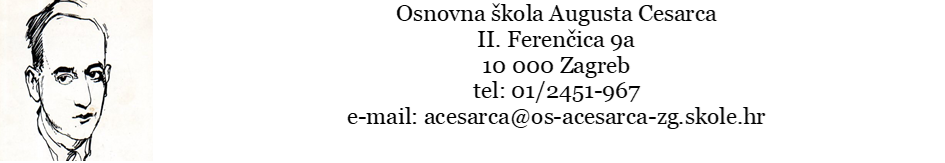 Osnovna škola Augusta Cesarca
II. Ferenčica 9a
10 000 Zagreb
tel: 01/2451-967
e-mail: acesarca@os-acesarca-zg.skole.hr